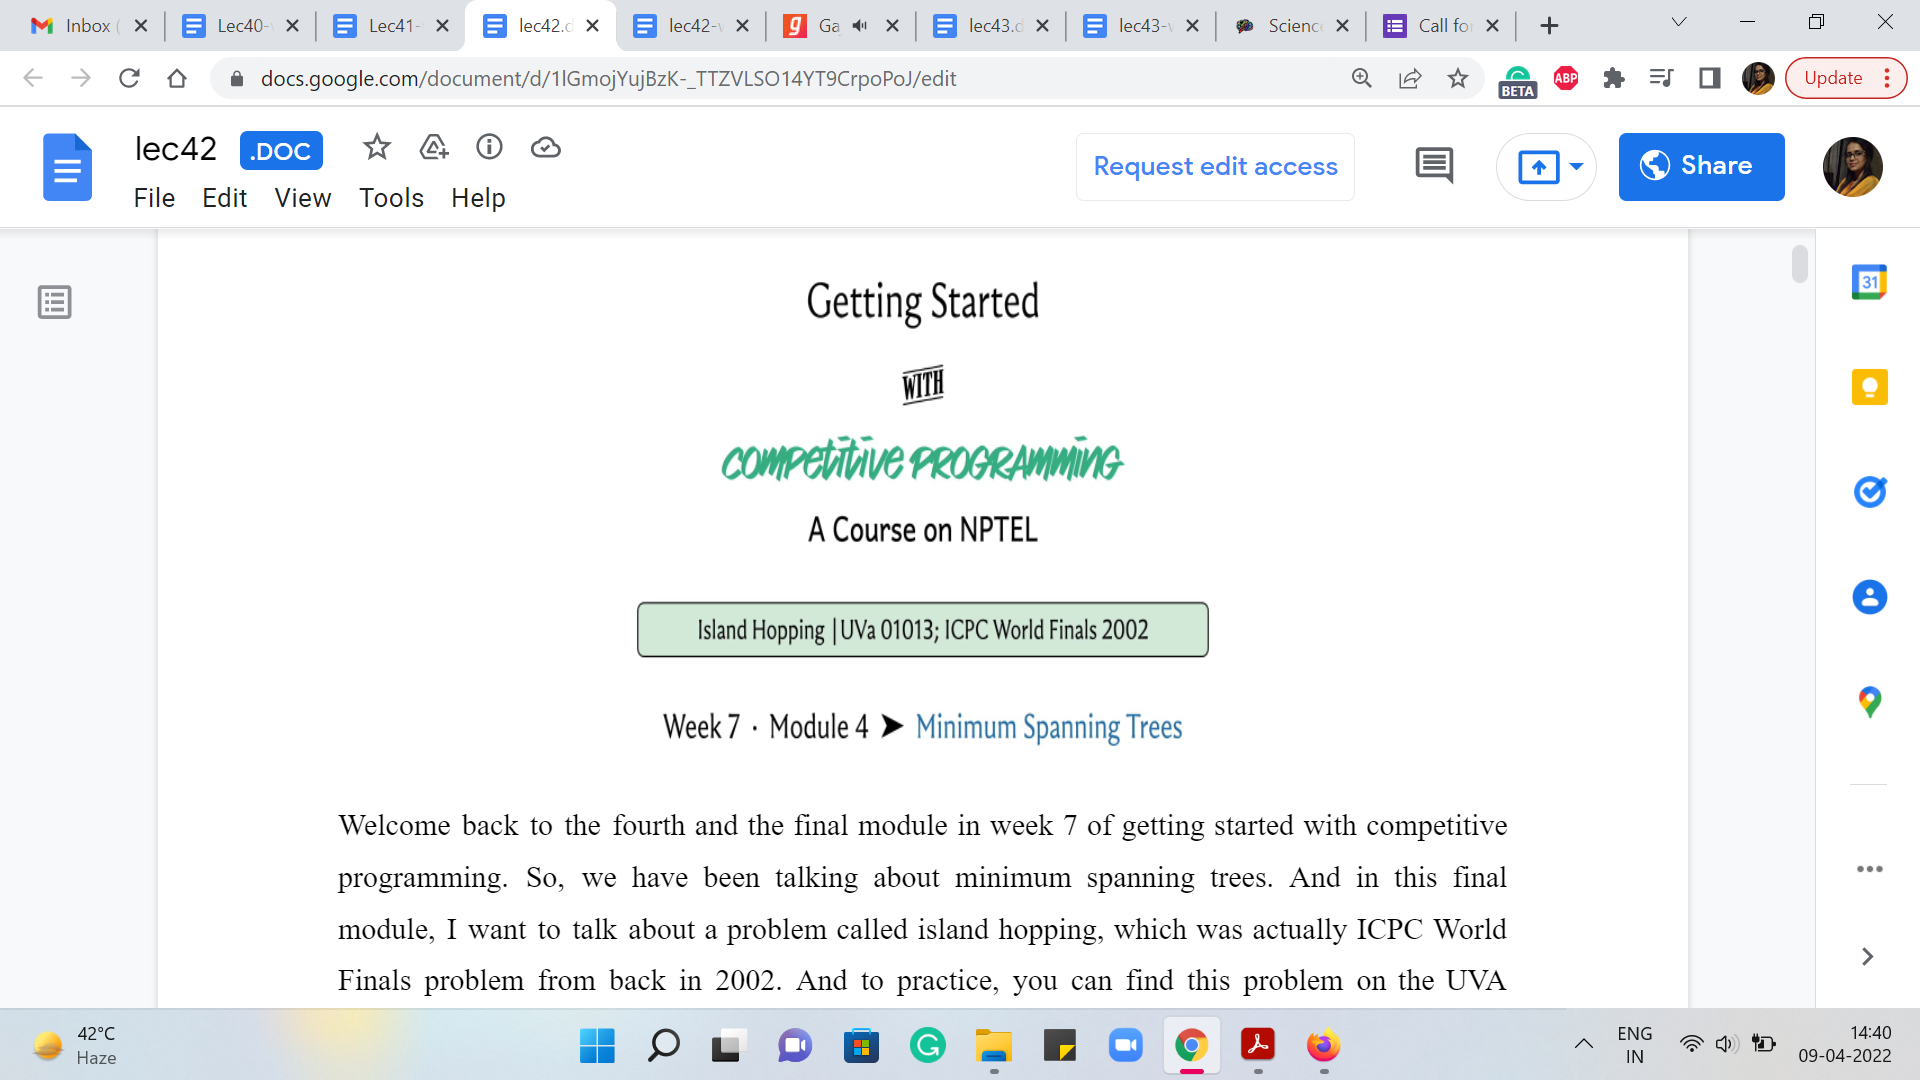 Inbox (
Lec40-
Lec41-
lec42.d
lec42-
Ga
lec43.d
lec43-
Science
Call for
docs.google.com/document/d/1lGmojYujBzK-_TTZVLSO14YT9CrpoPoJ/edit
BETA
ABP
Update
lec42
.DOC
File Edit View Tools Help
Request edit access
Share
31
Getting Started
WITH
COMPETITIVE PROGRAMMING
A Course on NPTEL
Island Hopping | UVa 01013; ICPC World Finals 2002
Week 7 · Module 4 ➤ Minimum Spanning Trees
Welcome back to the fourth and the final module in week 7 of getting started with competitive
programming. So, we have been talking about minimum spanning trees. And in this final
module, I want to talk about a problem called island hopping, which was actually ICPC World
Finals problem from back in 2002. And to practice, you can find this problem on the UVA
42°C
Haze
ENG
IN
14:40
09-04-2022